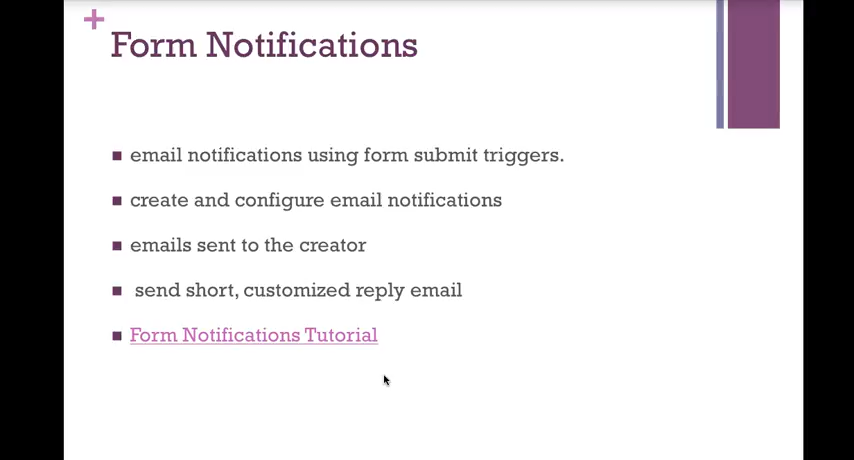 +
Form Notifications
email notifications using form submit triggers.
create and configure email notifications
emails sent to the creator
send short, customized reply email
Form Notifications Tutorial